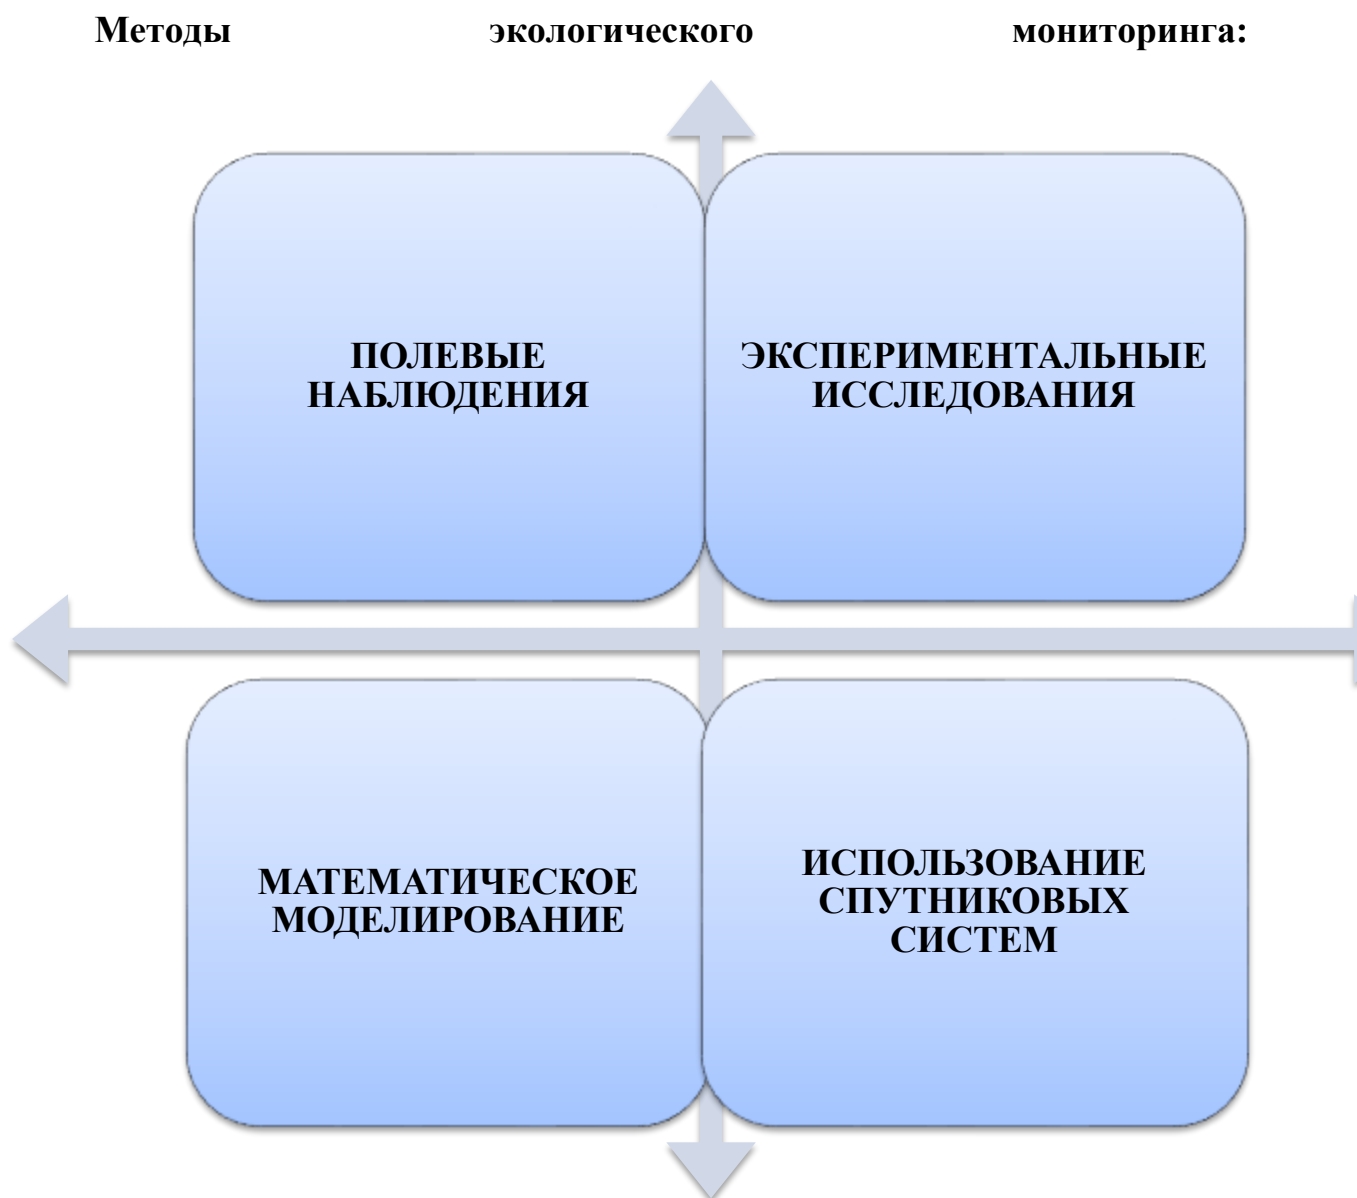 Методы экологического мониторинга:
ПОЛЕВЫЕ
НАБЛЮДЕНИЯ
ЭКСПЕРИМЕНТАЛЬНЫЕ
ИССЛЕДОВАНИЯ
МАТЕМАТИЧЕСКОЕ
МОДЕЛИРОВАНИЕ
ИСПОЛЬЗОВАНИЕ
СПУТНИКОВЫХ
СИСТЕМ